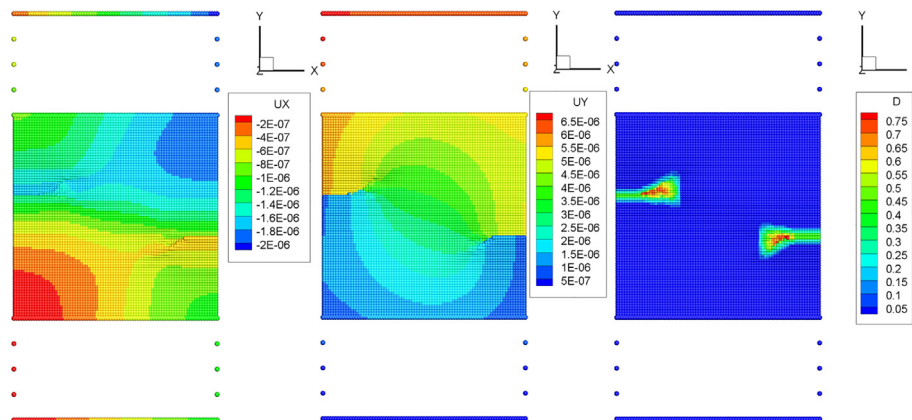 Y
X
Z
UX
-2E-07
-4E-07
-6E-07
-8E-07
-1E-06
-1.2E-06
-1.4E-06
-1.6E-06
-1.8E-06
-2E-06
Y
X
Z
UY
6.5E-06
6E-06
5.5E-06
5E-06
4.5E-06
4E-06
3.5E-06
3E-06
2.5E-06
2E-06
1.5E-06
1E-06
5E-07
Y
Z
D
0.75
0.7
0.65
0.6
0.55
0.5
0.45
0.4
0.35
0.3
0.25
0.2
0.15
0.1
0.05